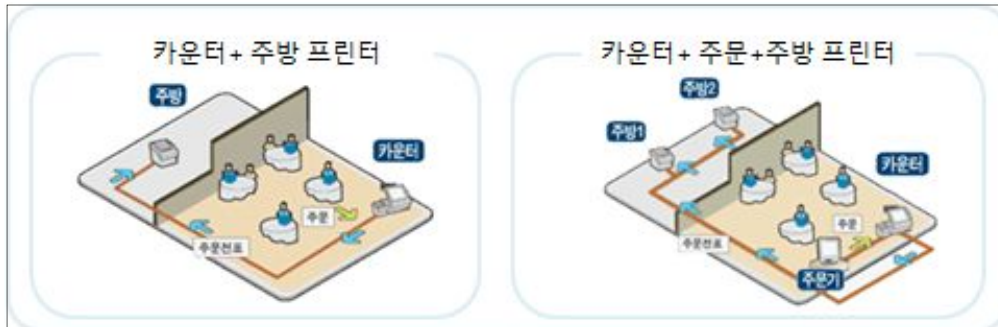 카운터+ 주방 프린터
주방
카운터
주문
주문전표
카운터+ 주문+주방 프린터
주방2
주방1
카운터
주문
주문전표
주문기